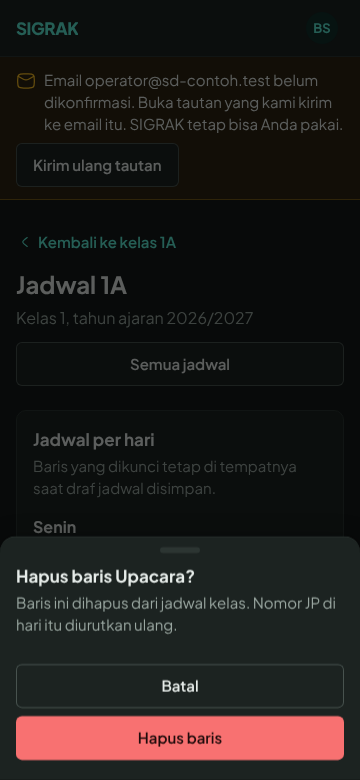 SIGRAK
BS
Email operator@sd-contoh.test belum
dikonfirmasi. Buka tautan yang kami kirim
ke email itu. SIGRAK tetap bisa Anda pakai.
Kirim ulang tautan
Kembali ke kelas 1A
Jadwal 1A
Kelas 1, tahun ajaran 2026/2027
Semua jadwal
Jadwal per hari
Baris yang dikunci tetap di tempatnya
saat draf jadwal disimpan.
Senin
Hapus baris Upacara?
Baris ini dihapus dari jadwal kelas. Nomor JP di
hari itu diurutkan ulang.
Batal
Hapus baris